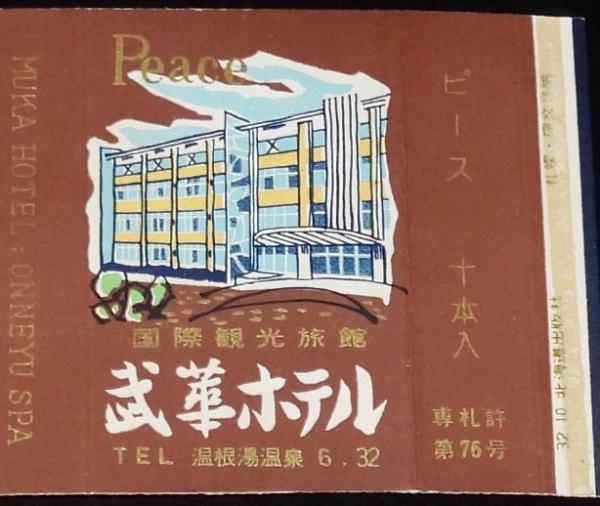 Peace
国際観光旅館
武華ホテル
TEL 温根湯温泉 6.32
MUKA HOTEL : ONNEYU SPA
ピース 十本入
専札許
第76号